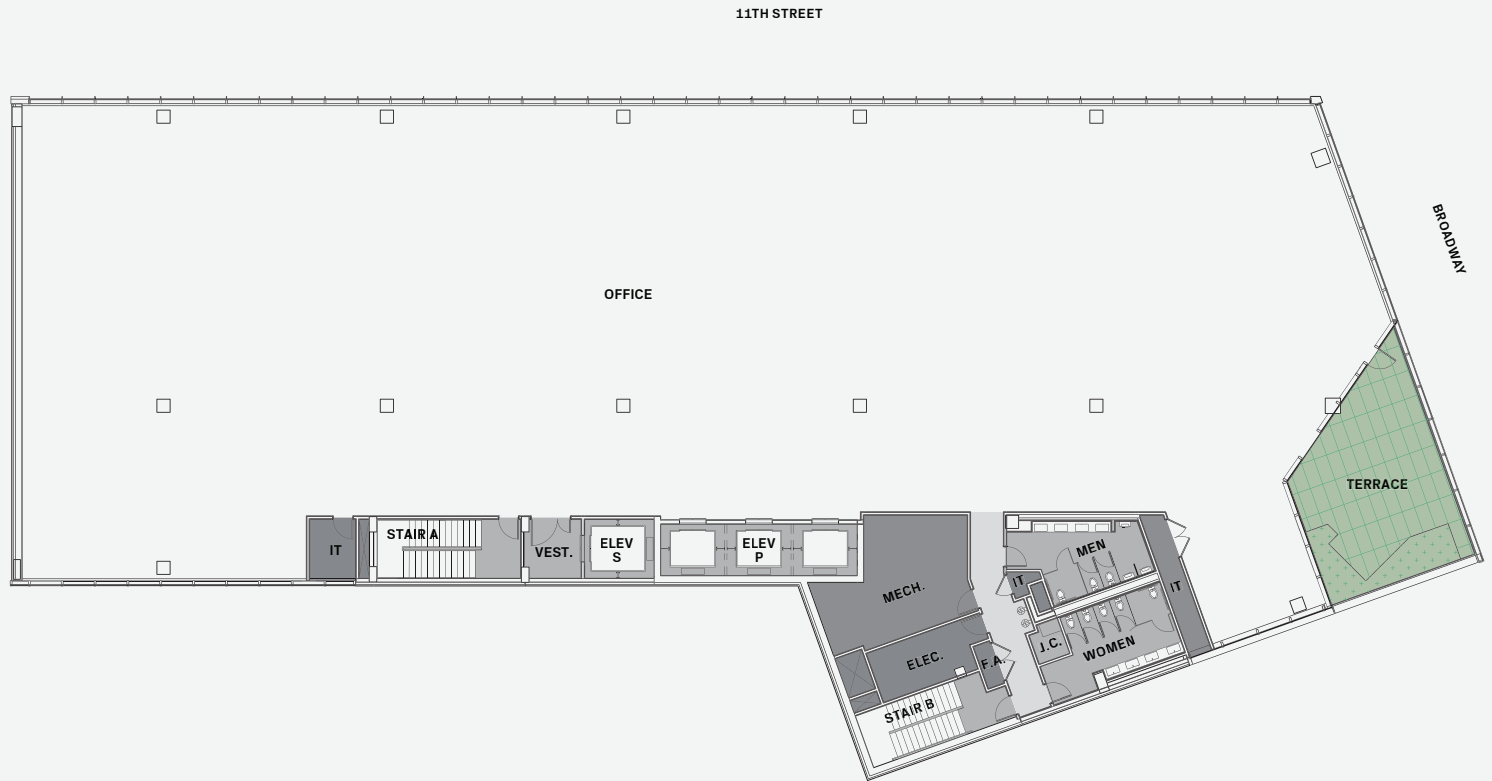 11TH STREET
BROADWAY
OFFICE
TERRACE
STAIR A
IT
VEST.
ELEV
S
ELEV
P
MEN
IT
IT
MECH.
J.C.
WOMEN
ELEC.
F.A.
STAIR B